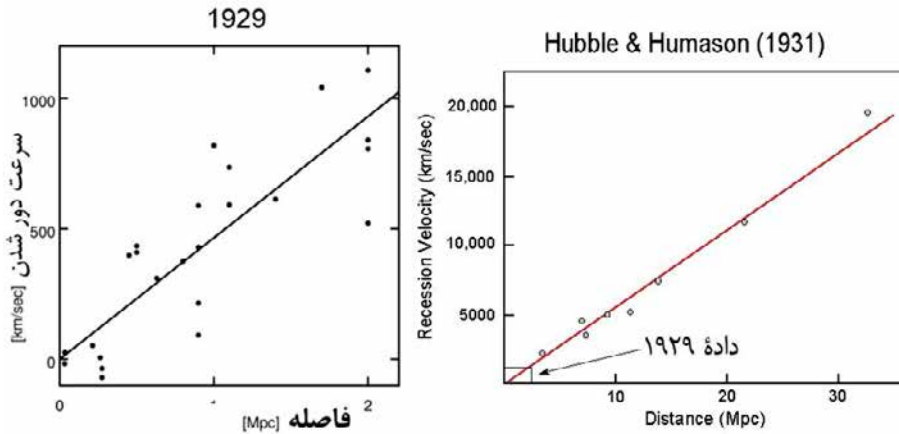 1929
1000
500
0
سرعت دور شدن [km/sec]
0
1
2
فاصله [Mpc]
Hubble & Humason (1931)
20,000
15,000
10,000
5000
Recession Velocity (km/sec)
دادهٔ ۱۹۲۹
10
20
30
Distance (Mpc)